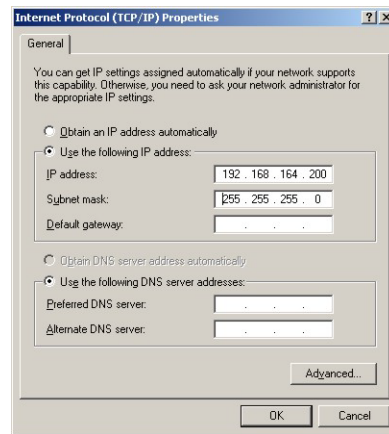 Internet Protocol (TCP/IP) Properties ? x
General
You can get IP settings assigned automatically if your network supports
this capability. Otherwise, you need to ask your network administrator for
the appropriate IP settings.
Obtain an IP address automatically
Use the following IP address:
IP address: 192 . 168 . 164 . 200
Subnet mask: 255 . 255 . 255 . 0
Default gateway: . . .
Obtain DNS server address automatically
Use the following DNS server addresses:
Preferred DNS server: . . .
Alternate DNS server: . . .
Advanced...
OK Cancel